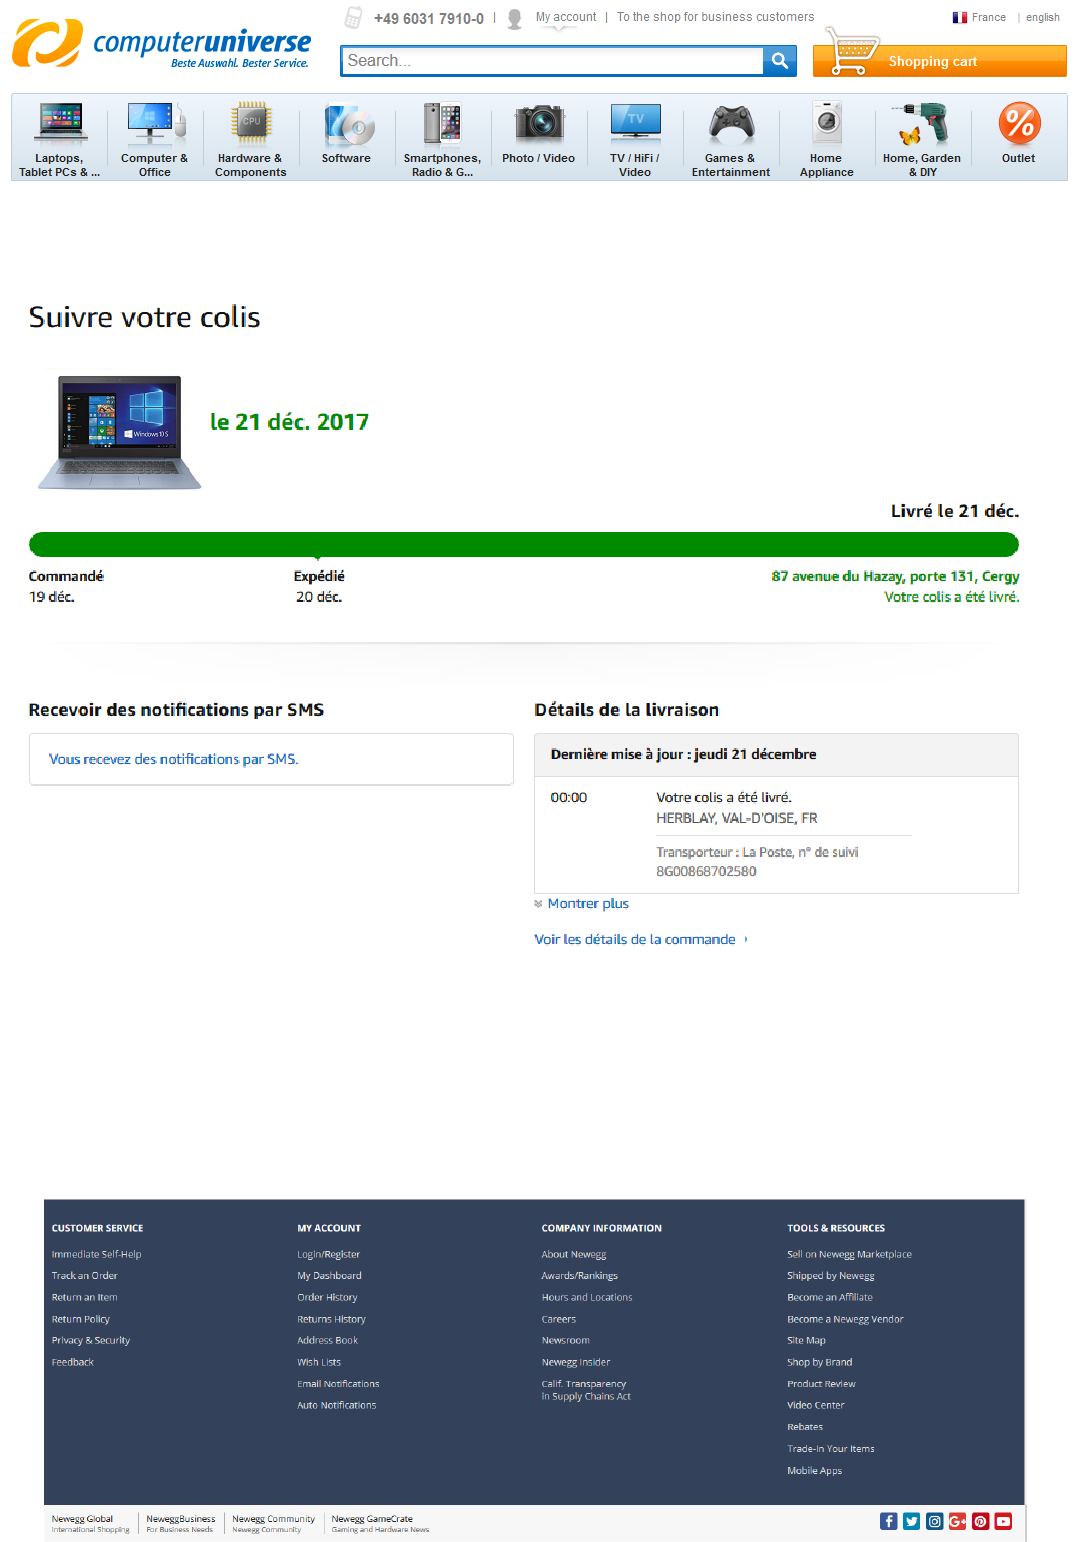 computeruniverse
Beste Auswahl. Bester Service.
+49 6031 7910-0 | My account | To the shop for business customers
France | english
Search...
Shopping cart
Laptops, Tablet PCs & ...
Computer & Office
Hardware & Components
CPU
Software
Smartphones, Radio & G...
Photo / Video
TV
TV / HiFi / Video
Games & Entertainment
Home Appliance
Home, Garden & DIY
%
Outlet
Suivre votre colis
Windows 10 S
le 21 déc. 2017
Livré le 21 déc.
Commandé
19 déc.
Expédié
20 déc.
87 avenue du Hazay, porte 131, Cergy
Votre colis a été livré.
Recevoir des notifications par SMS
Vous recevez des notifications par SMS.
Détails de la livraison
Dernière mise à jour : jeudi 21 décembre
00:00 Votre colis a été livré.
HERBLAY, VAL-D'OISE, FR
Transporteur : La Poste, n° de suivi
8G00868702580
Montrer plus
Voir les détails de la commande
CUSTOMER SERVICE
Immediate Self-Help
Track an Order
Return an Item
Return Policy
Privacy & Security
Feedback
MY ACCOUNT
Login/Register
My Dashboard
Order History
Returns History
Address Book
Wish Lists
Email Notifications
Auto Notifications
COMPANY INFORMATION
About Newegg
Awards/Rankings
Hours and Locations
Careers
Newsroom
Newegg Insider
Calif. Transparency
in Supply Chains Act
TOOLS & RESOURCES
Sell on Newegg Marketplace
Shipped by Newegg
Become an Affiliate
Become a Newegg Vendor
Site Map
Shop by Brand
Product Review
Video Center
Rebates
Trade-In Your Items
Mobile Apps
Newegg Global
International Shopping
NeweggBusiness
For Business Needs
Newegg Community
Newegg Community
Newegg GameCrate
Gaming and Hardware News